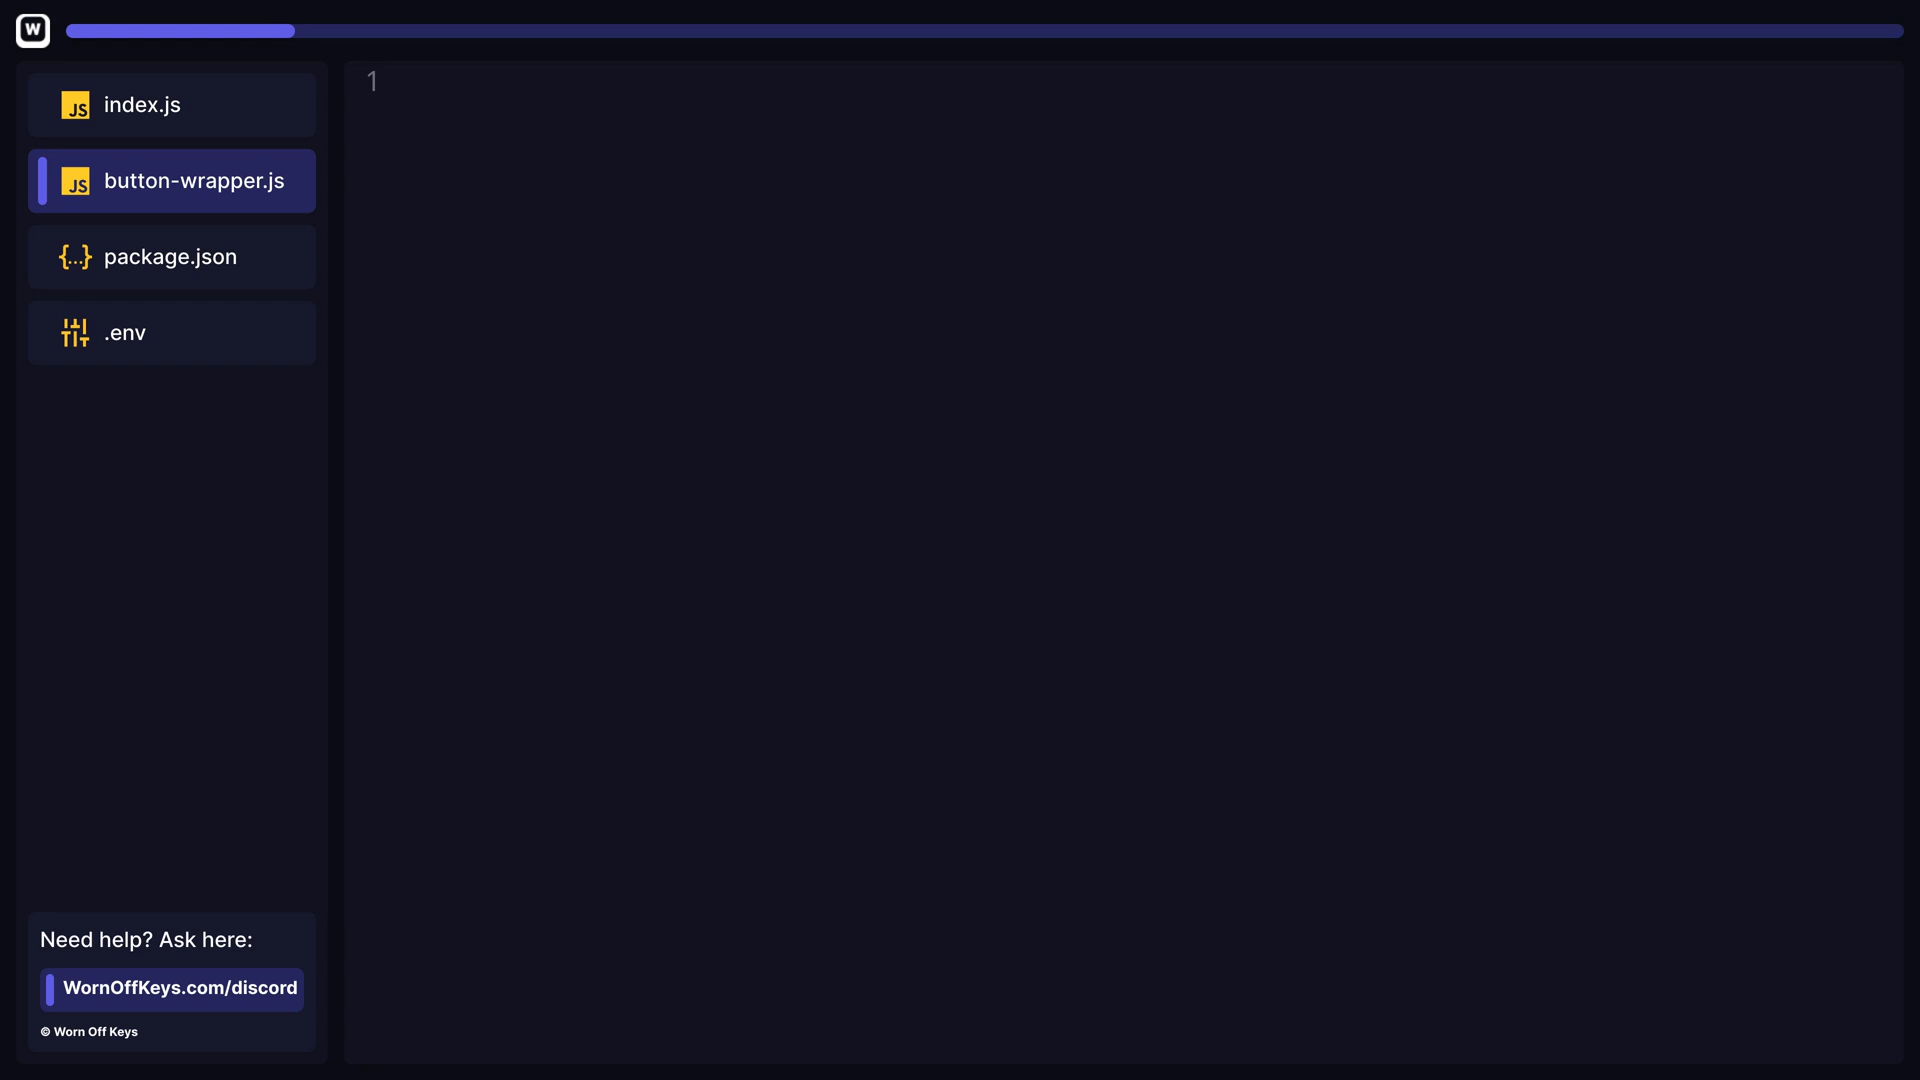 W
JS index.js
1
JS button-wrapper.js
{...} package.json
.env
Need help? Ask here:
WornOffKeys.com/discord
© Worn Off Keys